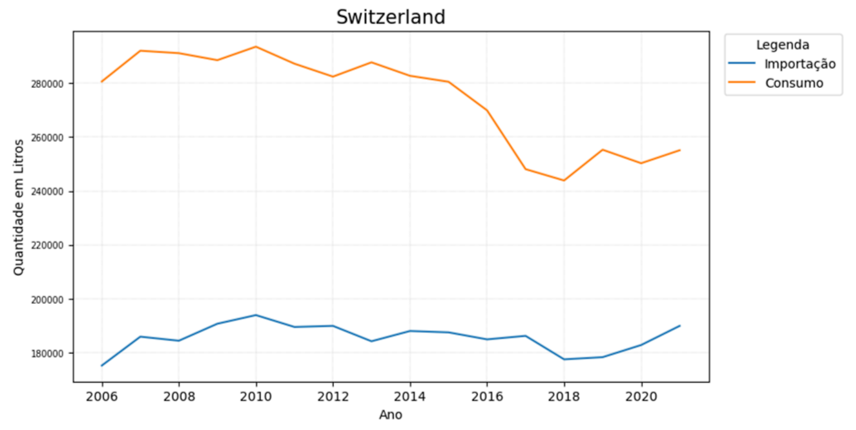 Switzerland
Legenda
Importação
Consumo
Quantidade em Litros
280000
260000
240000
220000
200000
180000
2006 2008 2010 2012 2014 2016 2018 2020
Ano